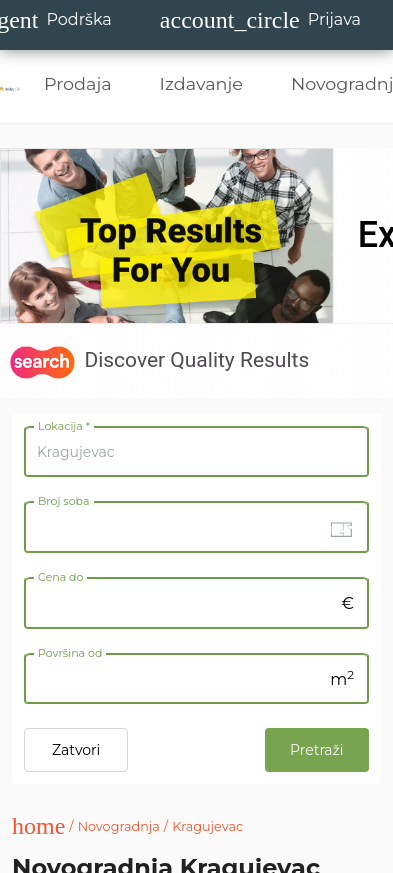 gent Podrška account_circle Prijava
Prodaja Izdavanje Novogradnj
Top Results
For You
Ex
search Discover Quality Results
Lokacija *
Kragujevac
Broj soba
Cena do
€
Površina od
m²
Zatvori Pretraži
home / Novogradnja / Kragujevac
Novogradnja Kragujevac